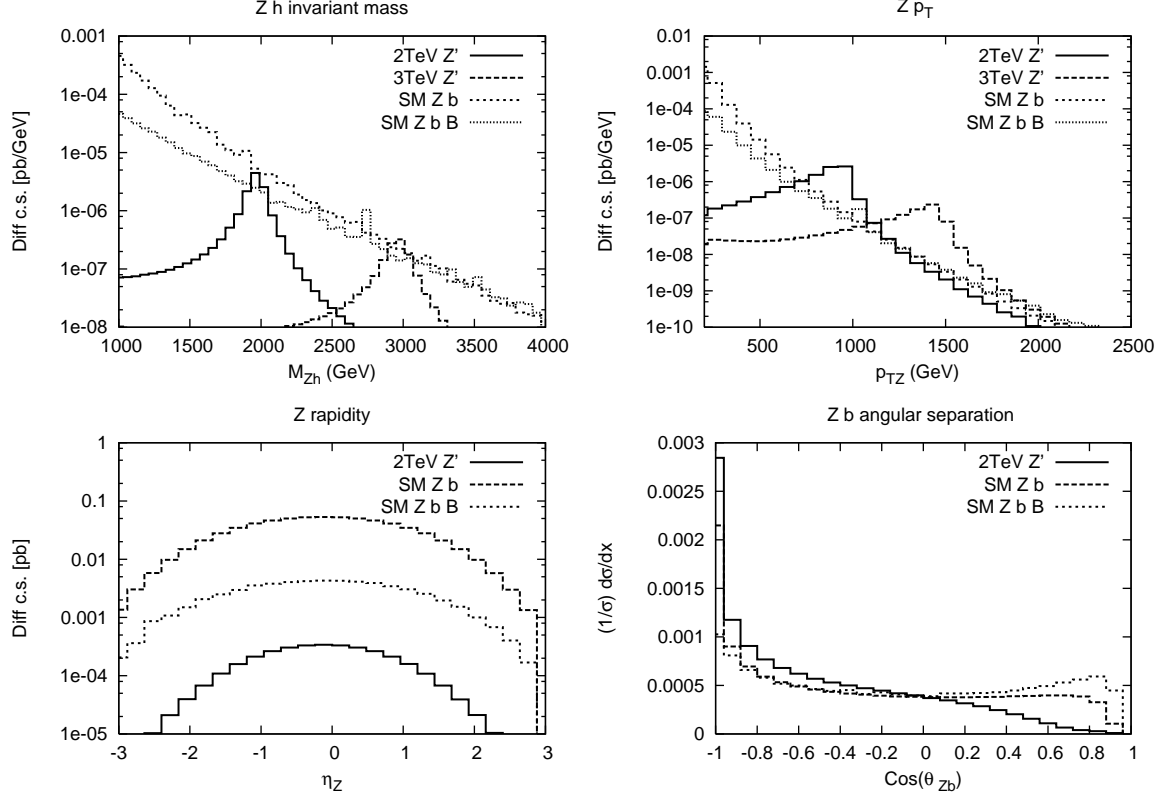 Z h invariant mass
Diff c.s. [pb/GeV]
0.001
1e-04
1e-05
1e-06
1e-07
1e-08
1000 1500 2000 2500 3000 3500 4000
M_Zh (GeV)
2TeV Z'
3TeV Z'
SM Z b
SM Z b B
Z p_T
Diff c.s. [pb/GeV]
0.01
0.001
1e-04
1e-05
1e-06
1e-07
1e-08
1e-09
1e-10
500 1000 1500 2000 2500
p_TZ (GeV)
2TeV Z'
3TeV Z'
SM Z b
SM Z b B
Z rapidity
Diff c.s. [pb]
1
0.1
0.01
0.001
1e-04
1e-05
-3 -2 -1 0 1 2 3
η_Z
2TeV Z'
SM Z b
SM Z b B
Z b angular separation
(1/σ) dσ/dx
0.003
0.0025
0.002
0.0015
0.001
0.0005
0
-1 -0.8 -0.6 -0.4 -0.2 0 0.2 0.4 0.6 0.8 1
Cos(θ_Zb)
2TeV Z'
SM Z b
SM Z b B